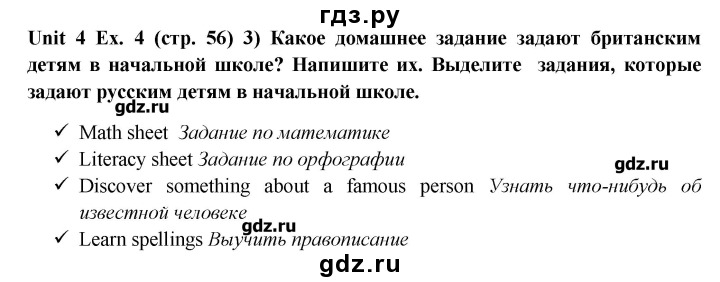 гдз.ру
Unit 4 Ex. 4 (стр. 56) 3) Какое домашнее задание задают британским
детям в начальной школе? Напишите их. Выделите задания, которые
задают русским детям в начальной школе.
gdz.ru
✓ Math sheet Задание по математике
✓ Literacy sheet Задание по орфографии
gdz.ru
✓ Discover something about a famous person Узнать что-нибудь об
известной человеке
gdz.ru
✓ Learn spellings Выучить правописание
gdz.ru